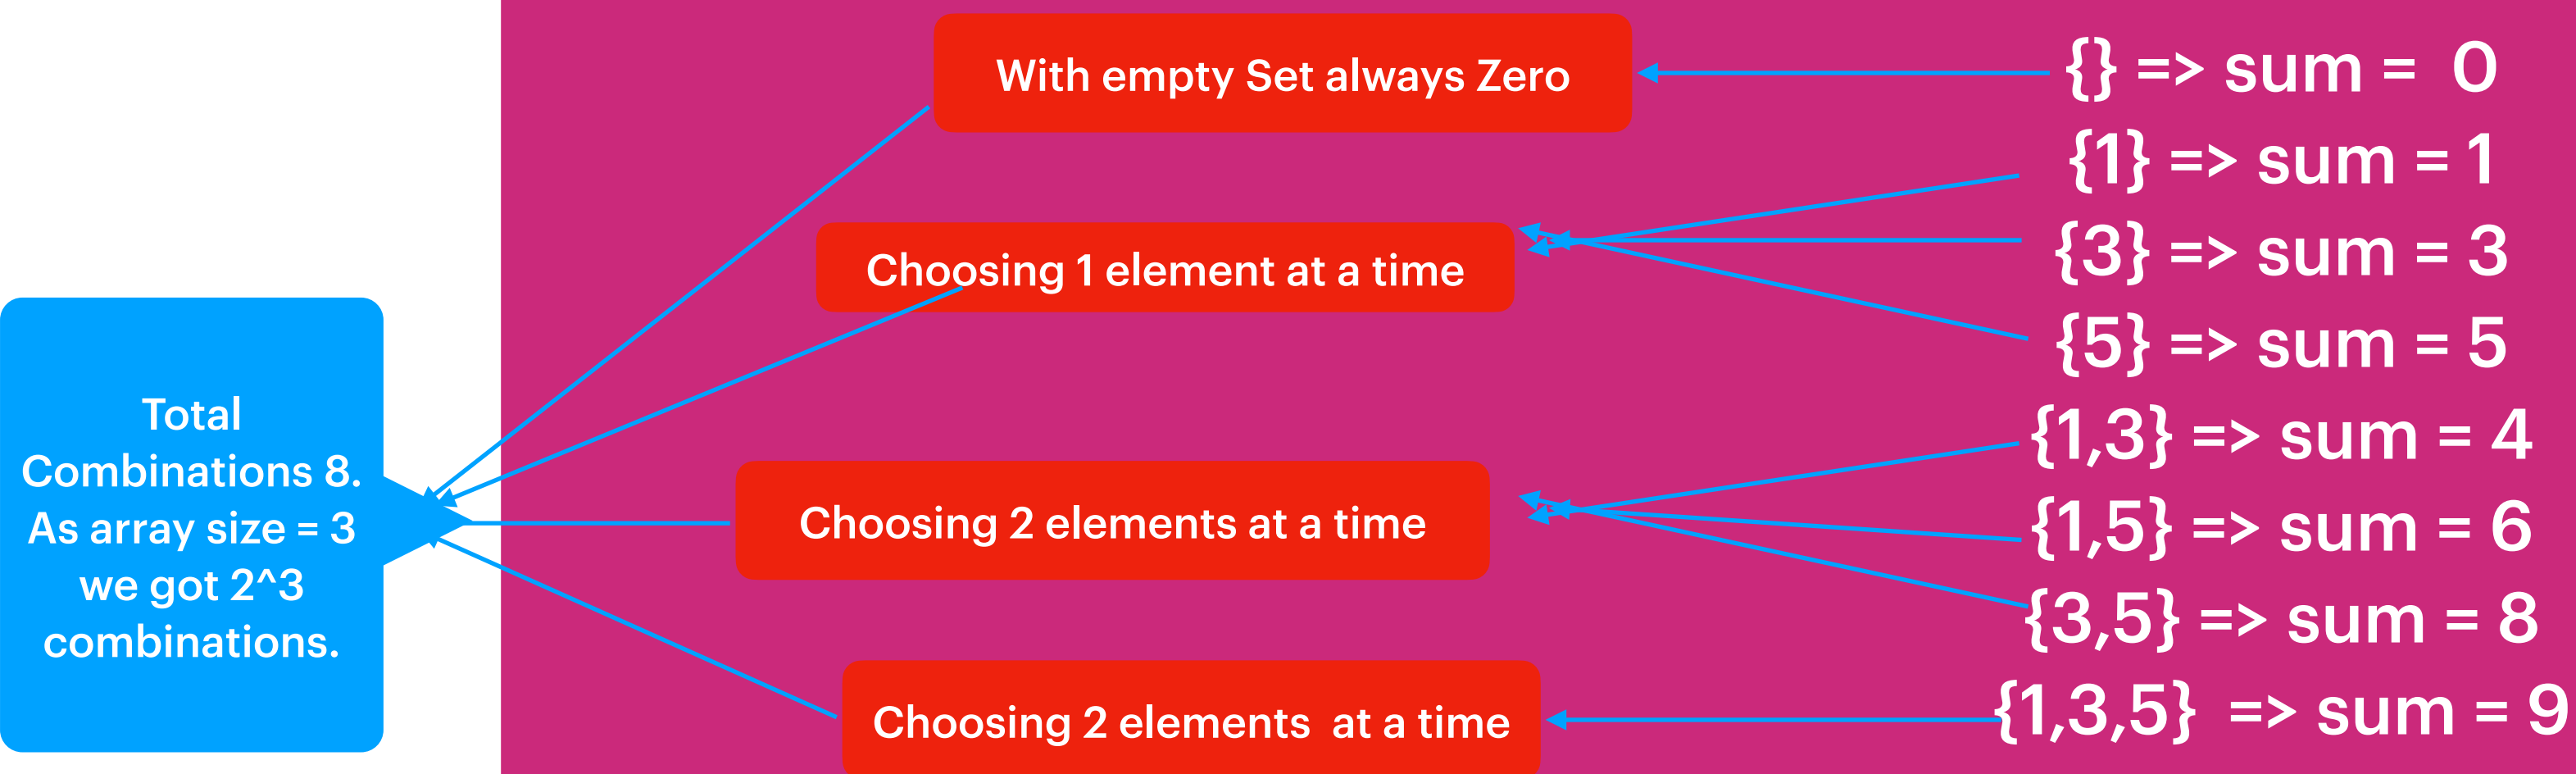 Total
Combinations 8.
As array size = 3
we got 2^3
combinations.
With empty Set always Zero
Choosing 1 element at a time
Choosing 2 elements at a time
Choosing 2 elements  at a time
{} => sum =  0
{1} => sum = 1
{3} => sum = 3
{5} => sum = 5
{1,3} => sum = 4
{1,5} => sum = 6
{3,5} => sum = 8
{1,3,5}  => sum = 9